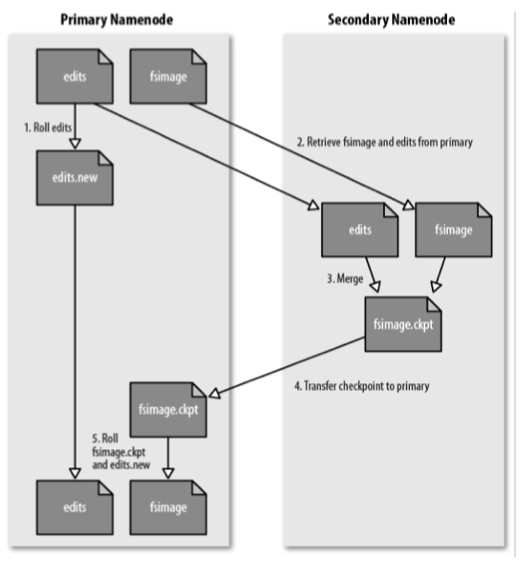 Primary Namenode
Secondary Namenode
edits
fsimage
1. Roll edits
2. Retrieve fsimage and edits from primary
edits.new
edits
fsimage
3. Merge
fsimage.ckpt
4. Transfer checkpoint to primary
fsimage.ckpt
5. Roll
fsimage.ckpt
and edits.new
edits
fsimage